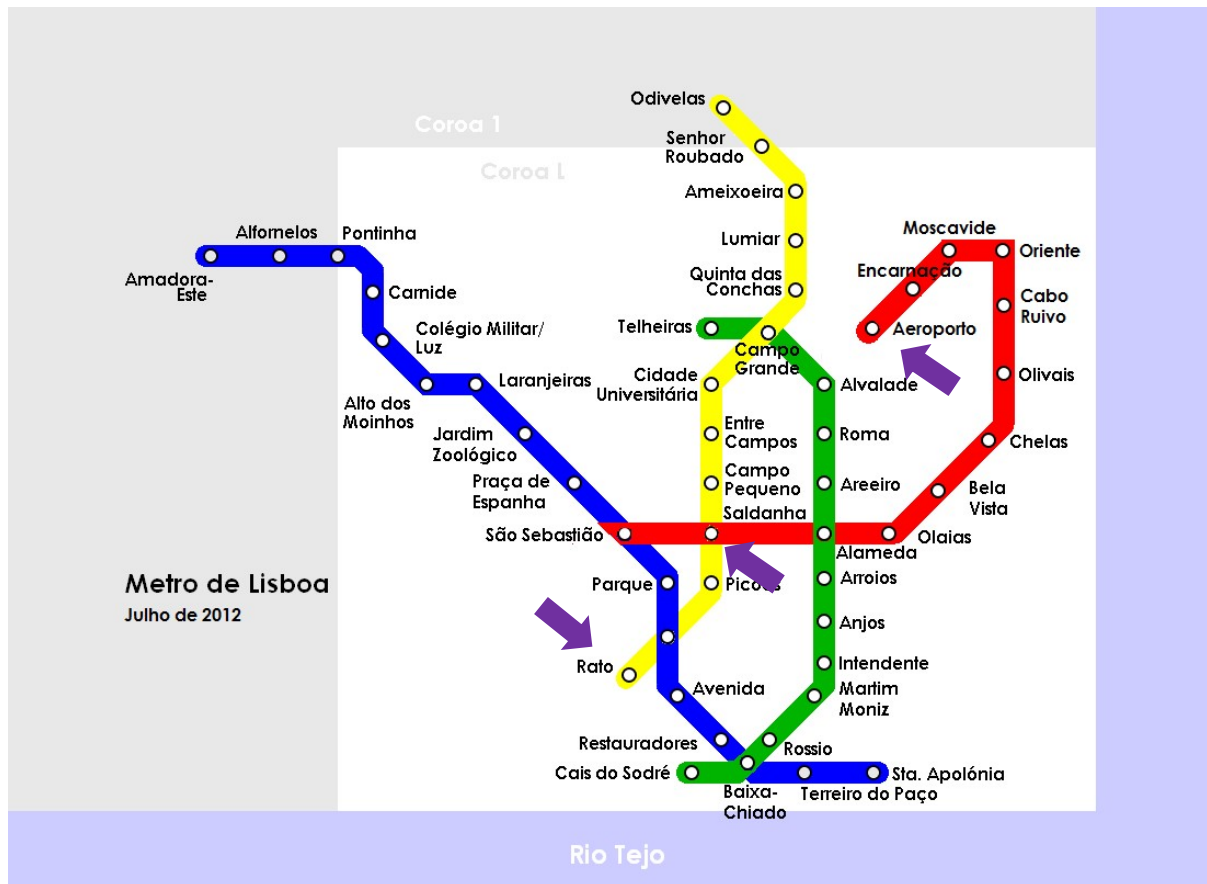 Odivelas
Coroa 1
Senhor
Roubado
Coroa L
Ameixoeira
Moscavide
Alfornelos
Pontinha
Lumiar
Oriente
Amadora-
Este
Quinta das
Conchas
Encarnação
Carnide
Cabo
Ruivo
Telheiras
Aeroporto
Colégio Militar/
Luz
Campo
Grande
Cidade
Universitária
Alvalade
Olivais
Laranjeiras
Alto dos
Moinhos
Jardim
Zoológico
Entre
Campos
Roma
Chelas
Praça de
Espanha
Campo
Pequeno
Areeiro
Bela
Vista
Saldanha
São Sebastião
Olaias
Alameda
Metro de Lisboa
Julho de 2012
Parque
Picoas
Arroios
Anjos
Rato
Intendente
Avenida
Martim
Moniz
Restauradores
Rossio
Cais do Sodré
Sta. Apolónia
Baixa-
Chiado
Terreiro do Paço
Rio Tejo